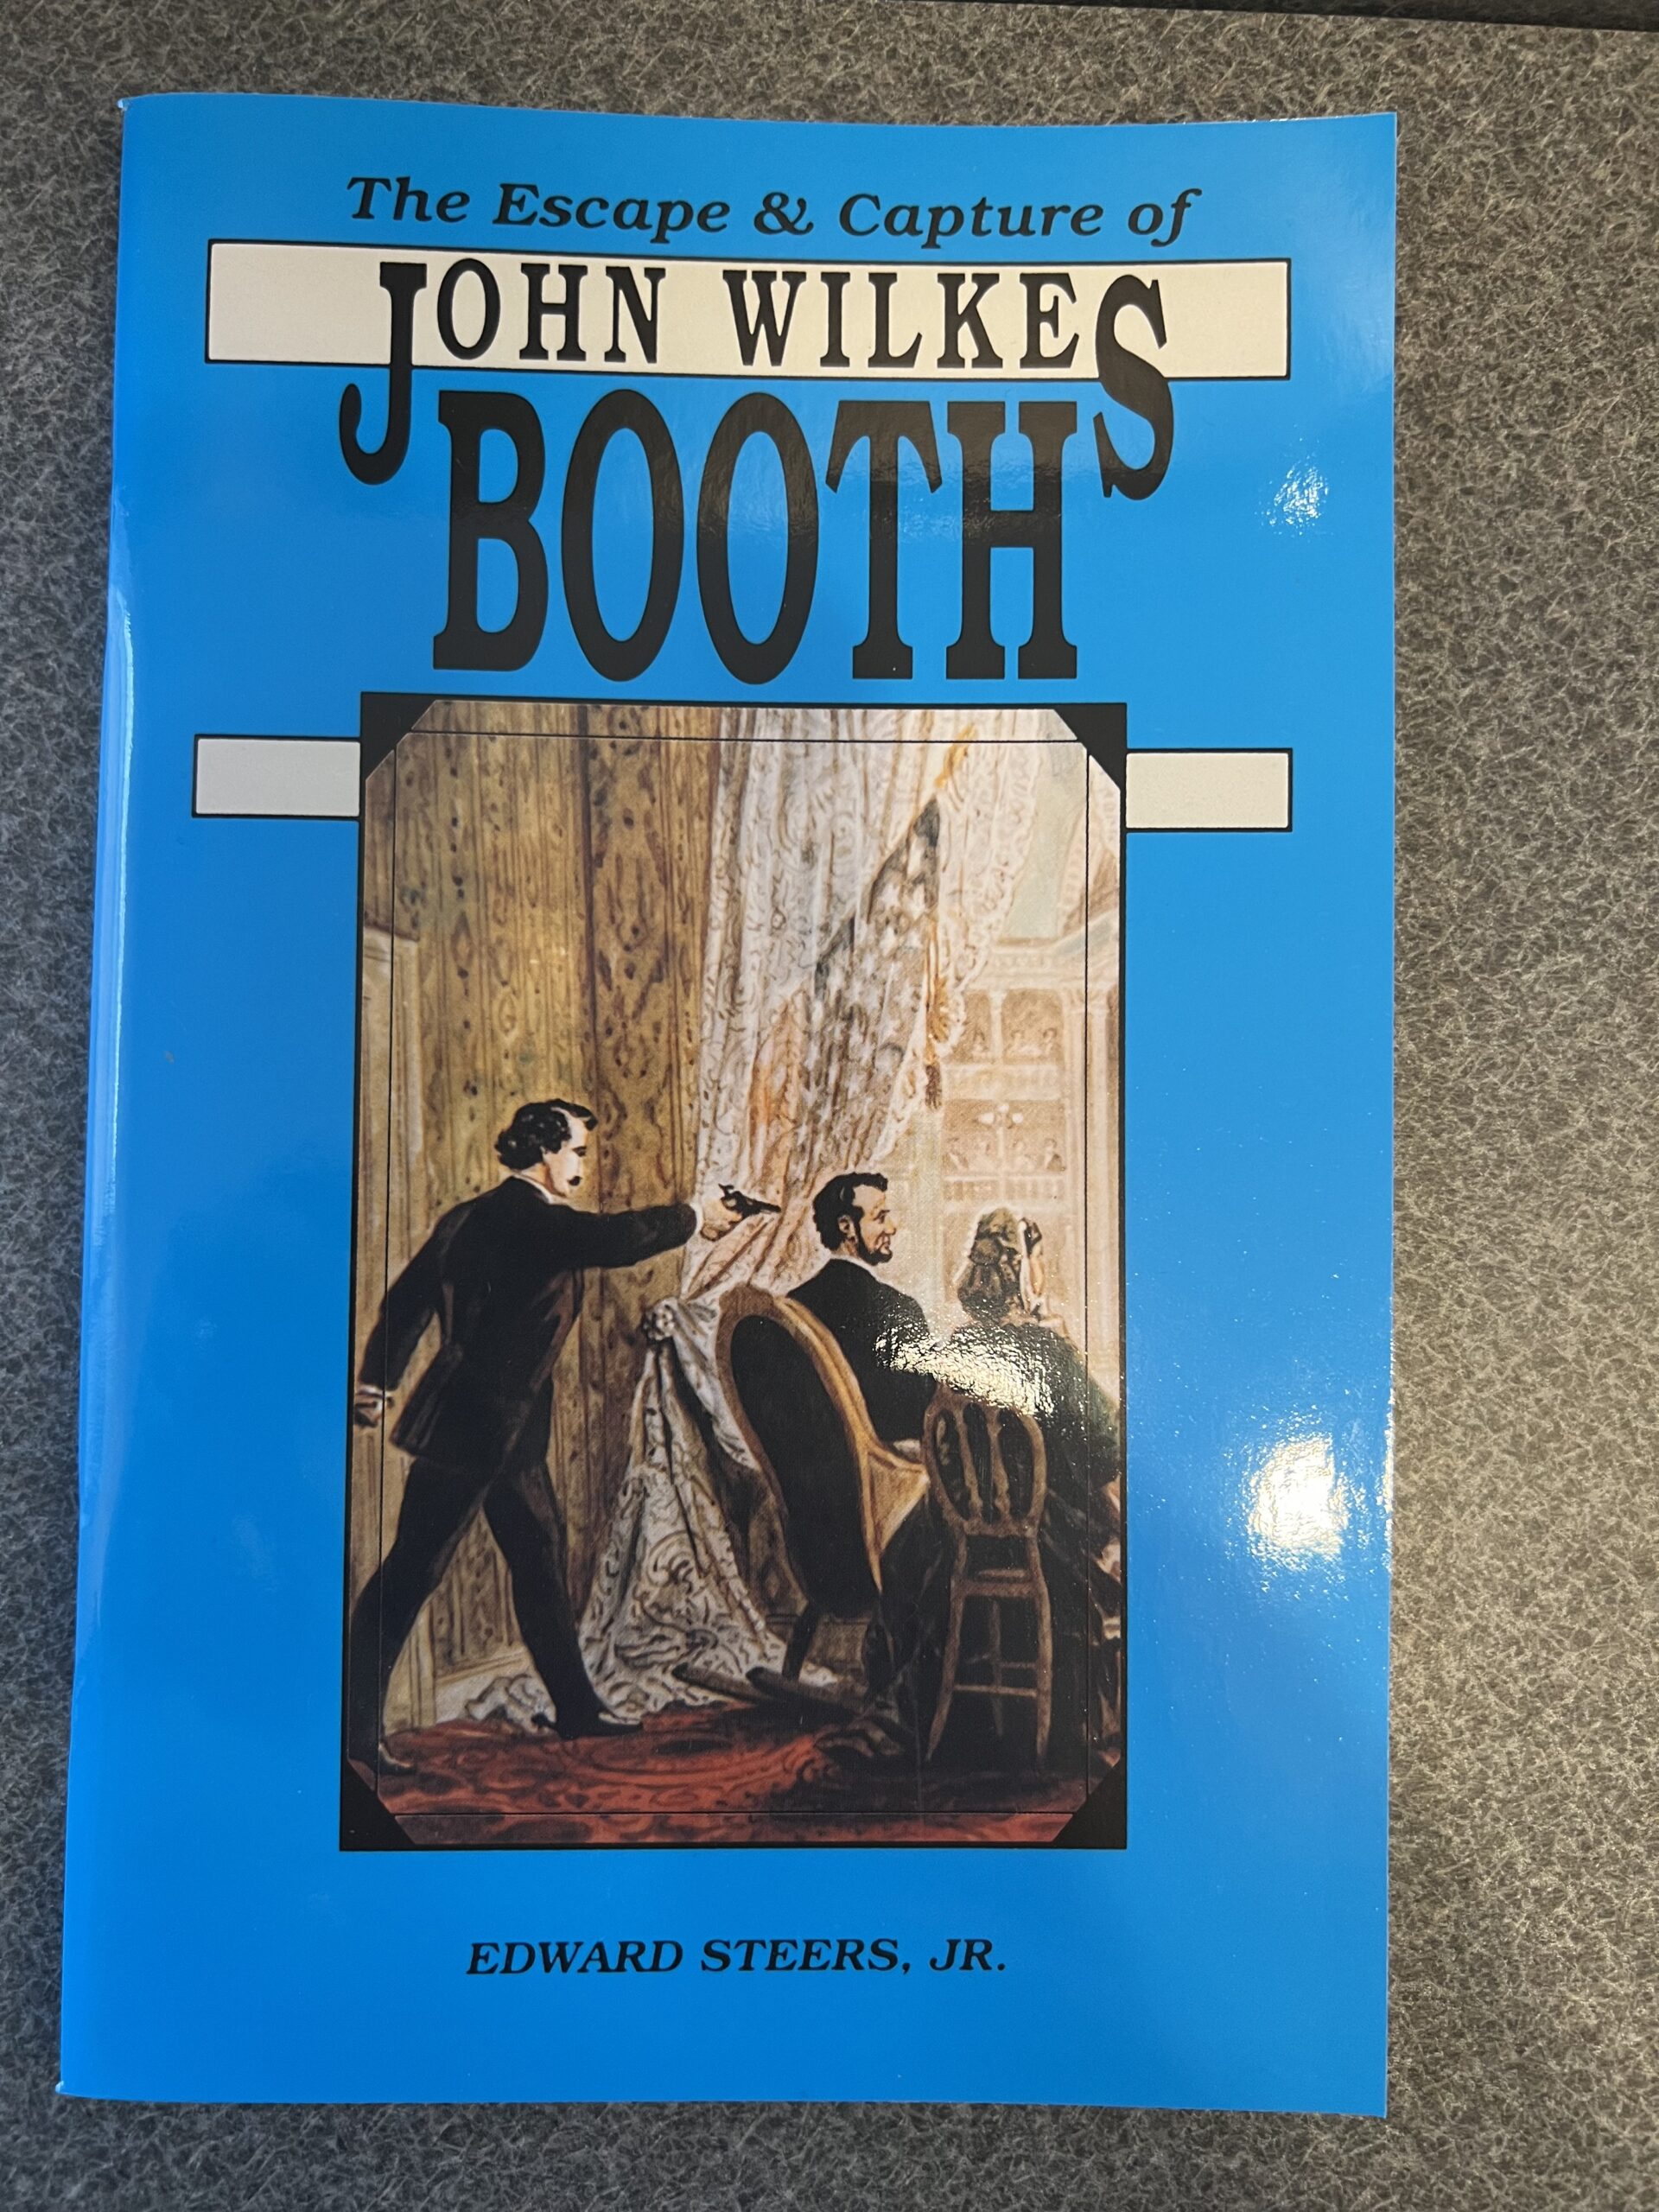 The Escape & Capture of
JOHN WILKES
BOOTH
EDWARD STEERS, JR.